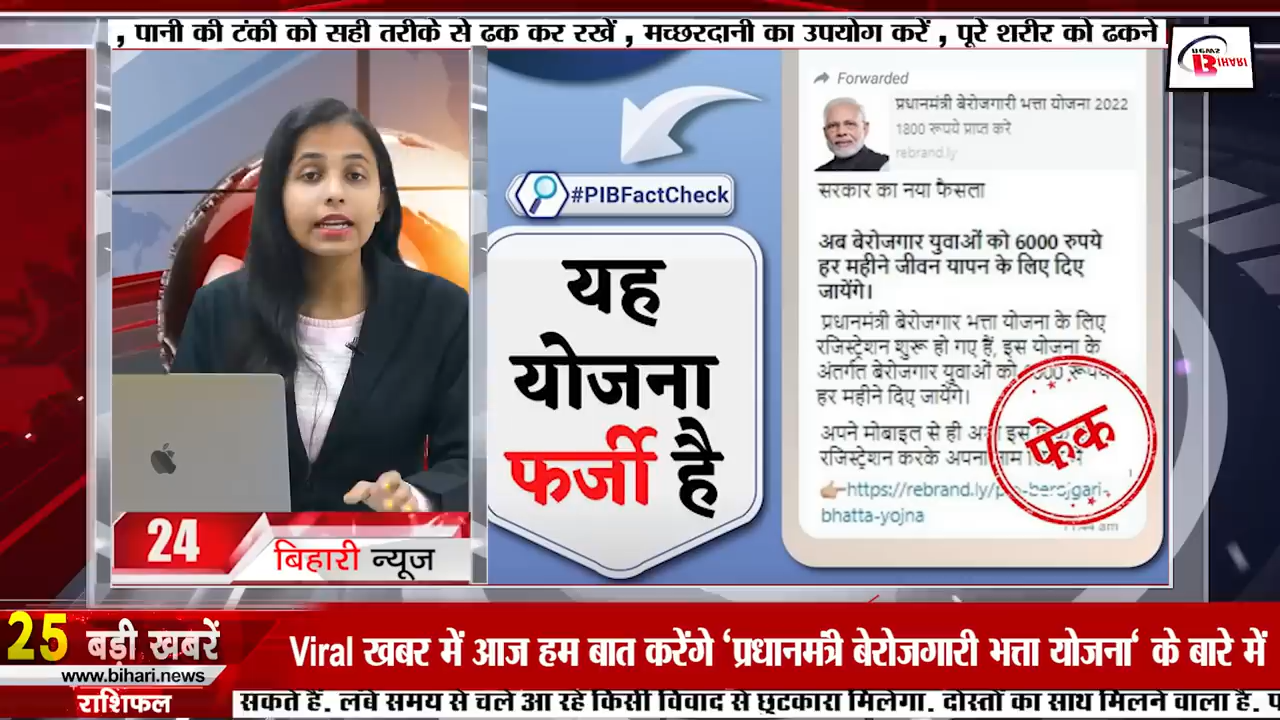 , पानी की टंकी को सही तरीके से ढक कर रखें , मच्छरदानी का उपयोग करें , पूरे शरीर को ढकने
BIHARI
Forwarded
प्रधानमंत्री बेरोजगारी भत्ता योजना 2022
1800 रूपये प्राप्त करे
rebrand.ly
सरकार का नया फैसला
अब बेरोजगार युवाओं को 6000 रुपये
हर महीने जीवन यापन के लिए दिए
जायेंगे।
प्रधानमंत्री बेरोजगार भत्ता योजना के लिए
रजिस्ट्रेशन शुरू हो गए हैं, इस योजना के
अंतर्गत बेरोजगार युवाओं को
हर महीने दिए जायेंगे।
अपने मोबाइल से ही इस
रजिस्ट्रेशन करके अपना
https://rebrand.ly/
bhatta-yojna
फेक
#PIBFactCheck
यह
योजना
फर्जी है
24
बिहारी न्यूज
25 बड़ी खबरें
www.bihari.news
राशिफल
Viral खबर में आज हम बात करेंगे ‘प्रधानमंत्री बेरोजगारी भत्ता योजना‘ के बारे में
सकते हैं. लंबे समय से चले आ रहे किसी विवाद से छुटकारा मिलेगा. दोस्तों का साथ मिलने वाला है.